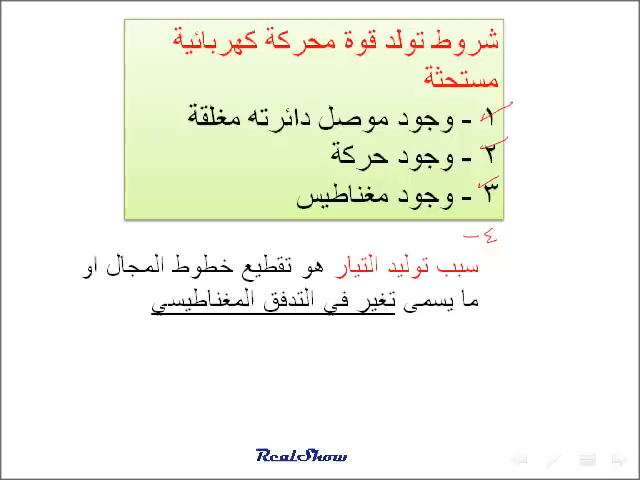 شروط تولد قوة محركة كهربائية
مستحثة
١ - وجود موصل دائرته مغلقة
٢ - وجود حركة
٣ - وجود مغناطيس
٤ -
سبب توليد التيار هو تقطيع خطوط المجال او
ما يسمى تغير في التدفق المغناطيسي
RealShow